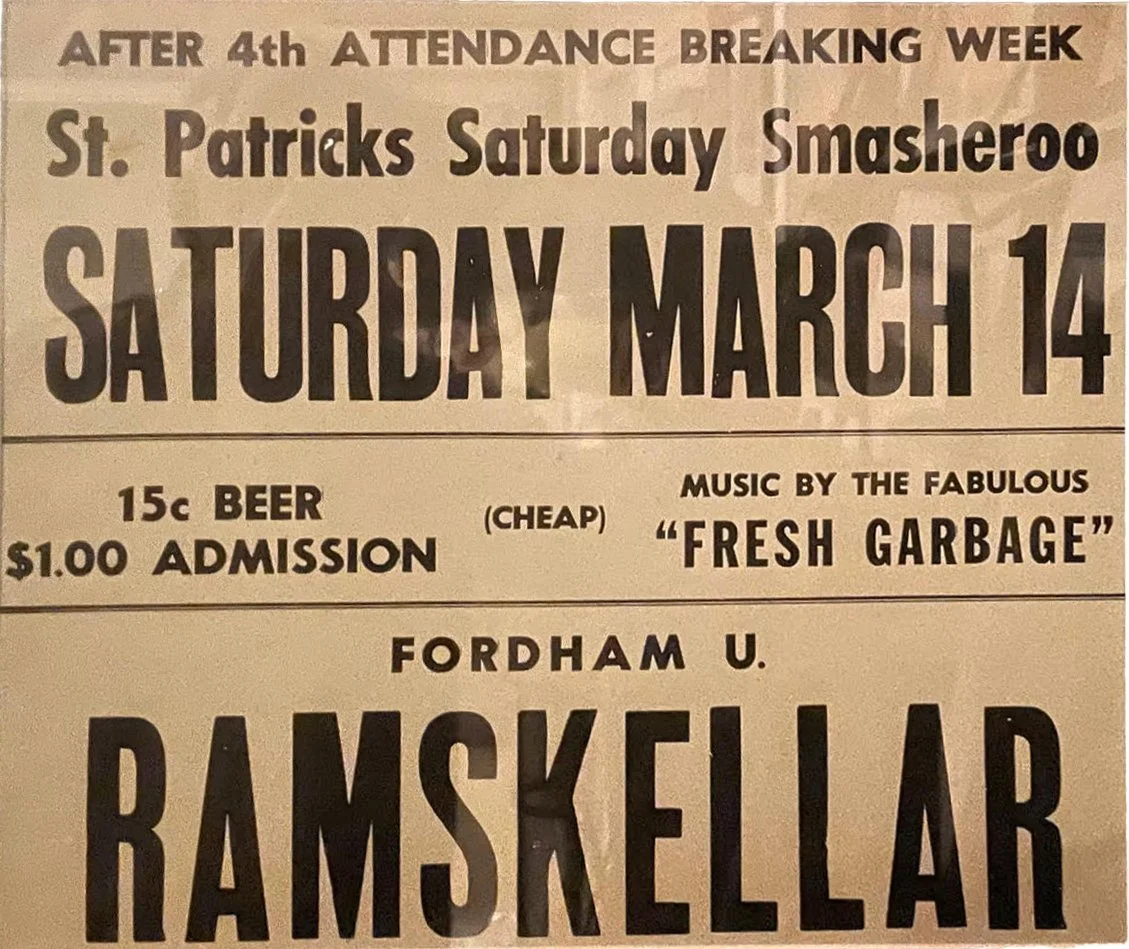 AFTER 4th ATTENDANCE BREAKING WEEK
St. Patricks Saturday Smasheroo
SATURDAY MARCH 14
15c BEER
$1.00 ADMISSION
(CHEAP)
MUSIC BY THE FABULOUS
“FRESH GARBAGE”
FORDHAM U.
RAMSKELLAR